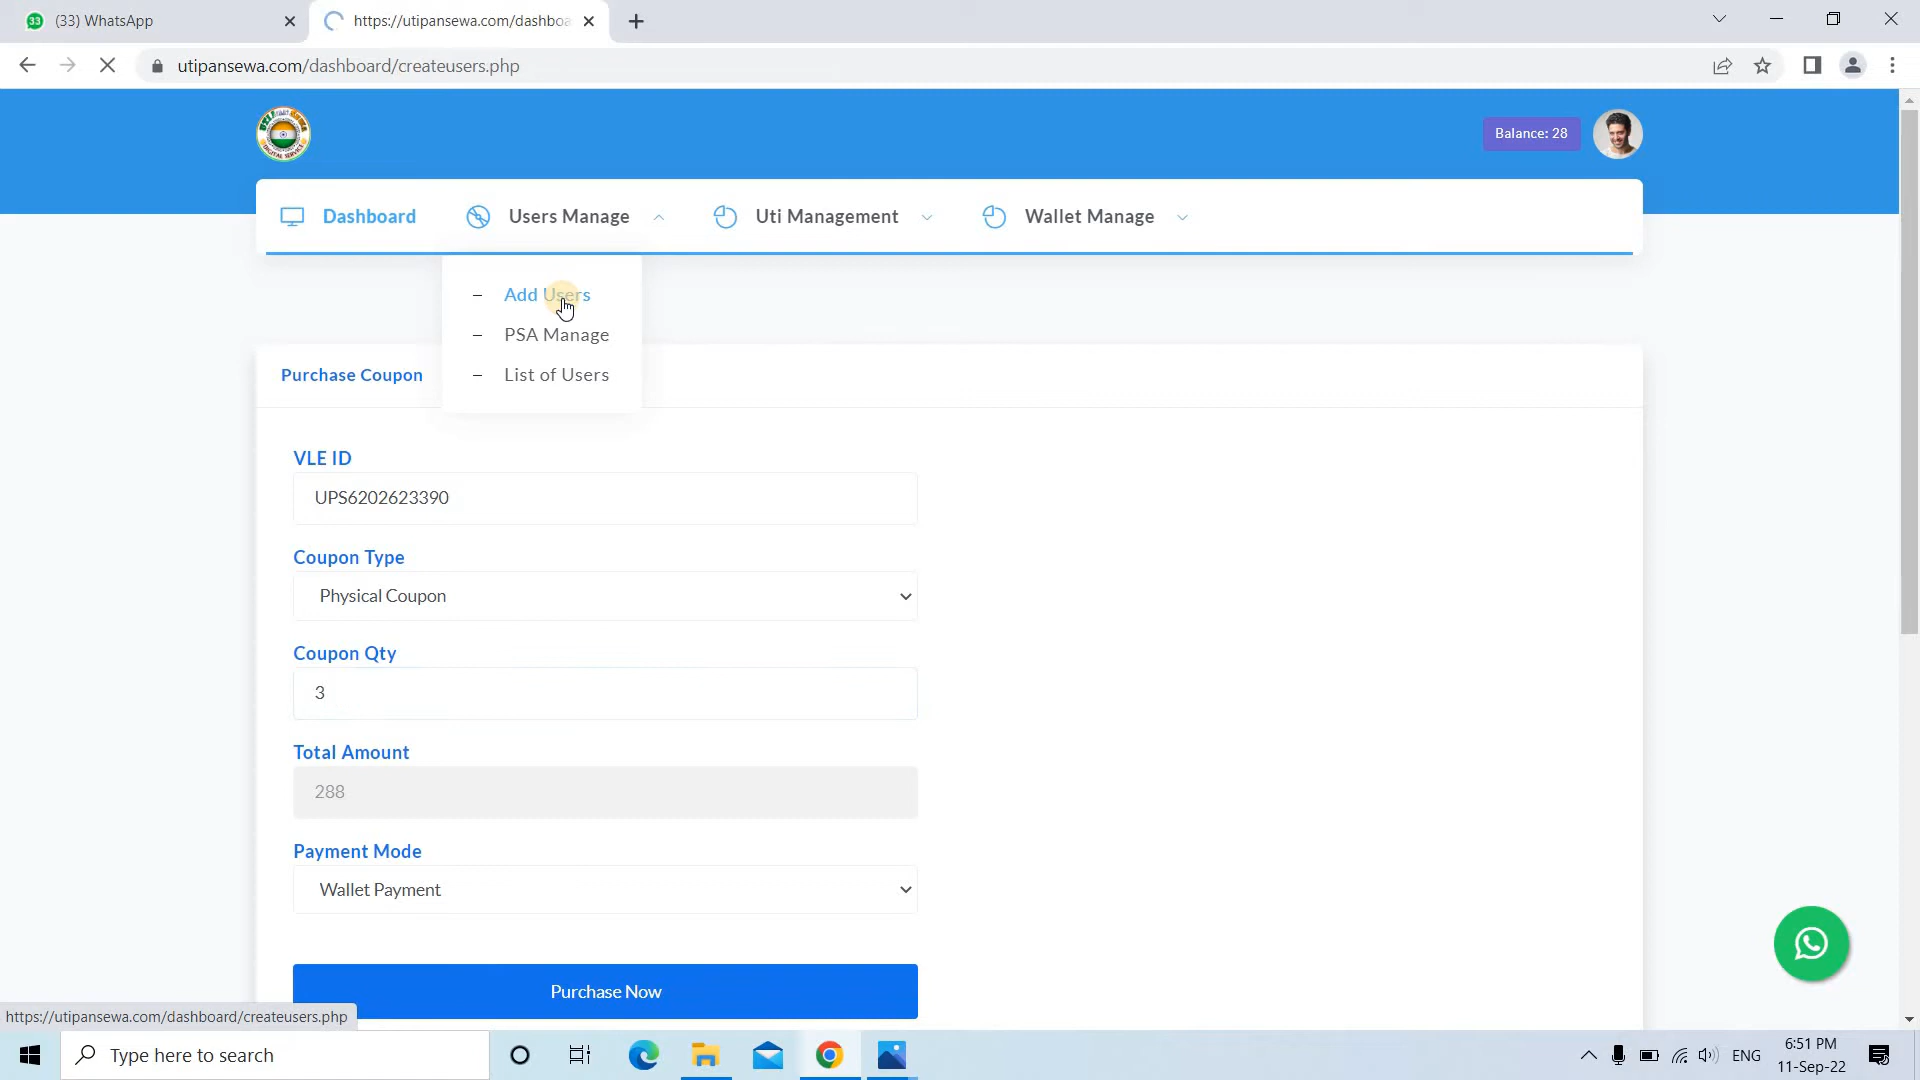 33
(33) WhatsApp
https://utipansewa.com/dashboa
utipansewa.com/dashboard/createusers.php
Balance: 28
Dashboard
Users Manage
Uti Management
Wallet Manage
– Add Users
– PSA Manage
– List of Users
Purchase Coupon
VLE ID
UPS6202623390
Coupon Type
Physical Coupon
Coupon Qty
3
Total Amount
288
Payment Mode
Wallet Payment
Purchase Now
https://utipansewa.com/dashboard/createusers.php
Type here to search
ENG
6:51 PM
11-Sep-22